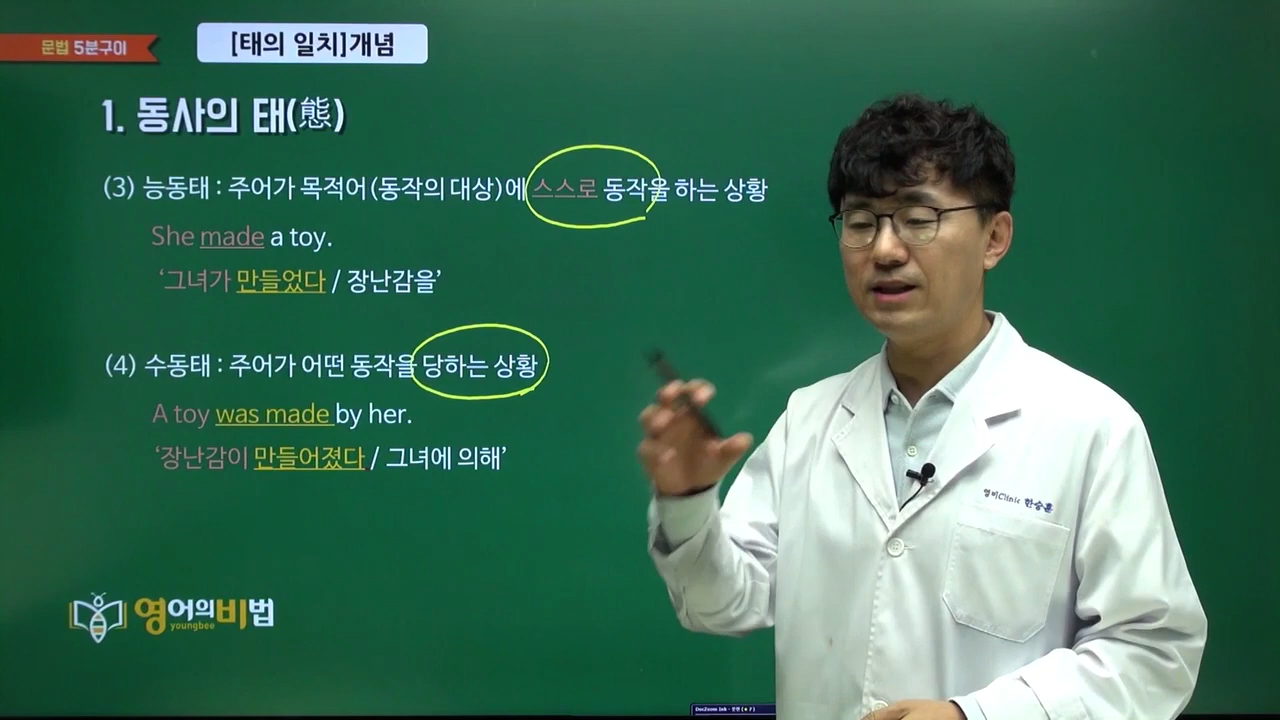 문법 5분구이
[태의 일치]개념
1. 동사의 태(態)
(3) 능동태 : 주어가 목적어(동작의 대상)에 스스로 동작을 하는 상황
She made a toy.
‘그녀가 만들었다 / 장난감을’
(4) 수동태 : 주어가 어떤 동작을 당하는 상황
A toy was made by her.
‘장난감이 만들어졌다 / 그녀에 의해’
영비Clinic 한승훈
영어의비법
youngbee